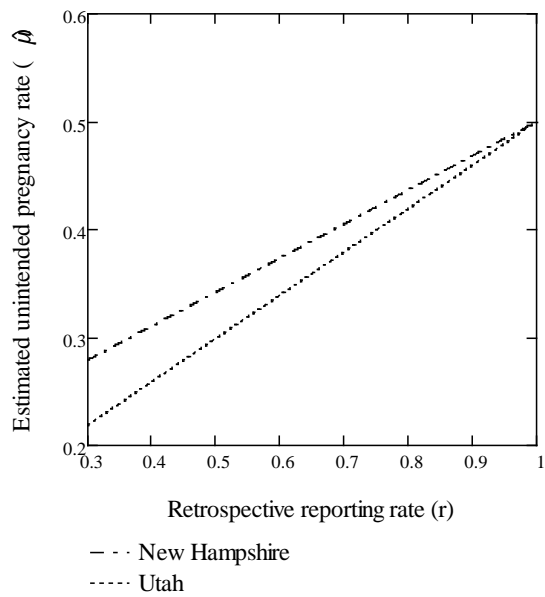 Estimated unintended pregnancy rate ( μ̂)
0.6
0.5
0.4
0.3
0.2
0.3 0.4 0.5 0.6 0.7 0.8 0.9 1
Retrospective reporting rate (r)
New Hampshire
Utah